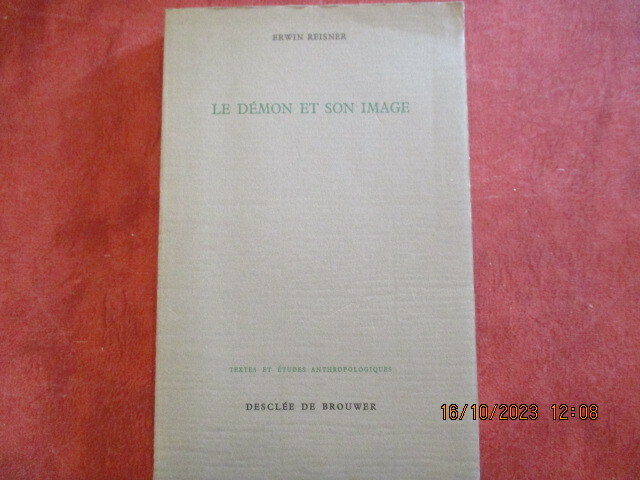 ERWIN REISNER
LE DÉMON ET SON IMAGE
TEXTES ET ÉTUDES ANTHROPOLOGIQUES
DESCLÉE DE BROUWER
16/10/2023 12:08